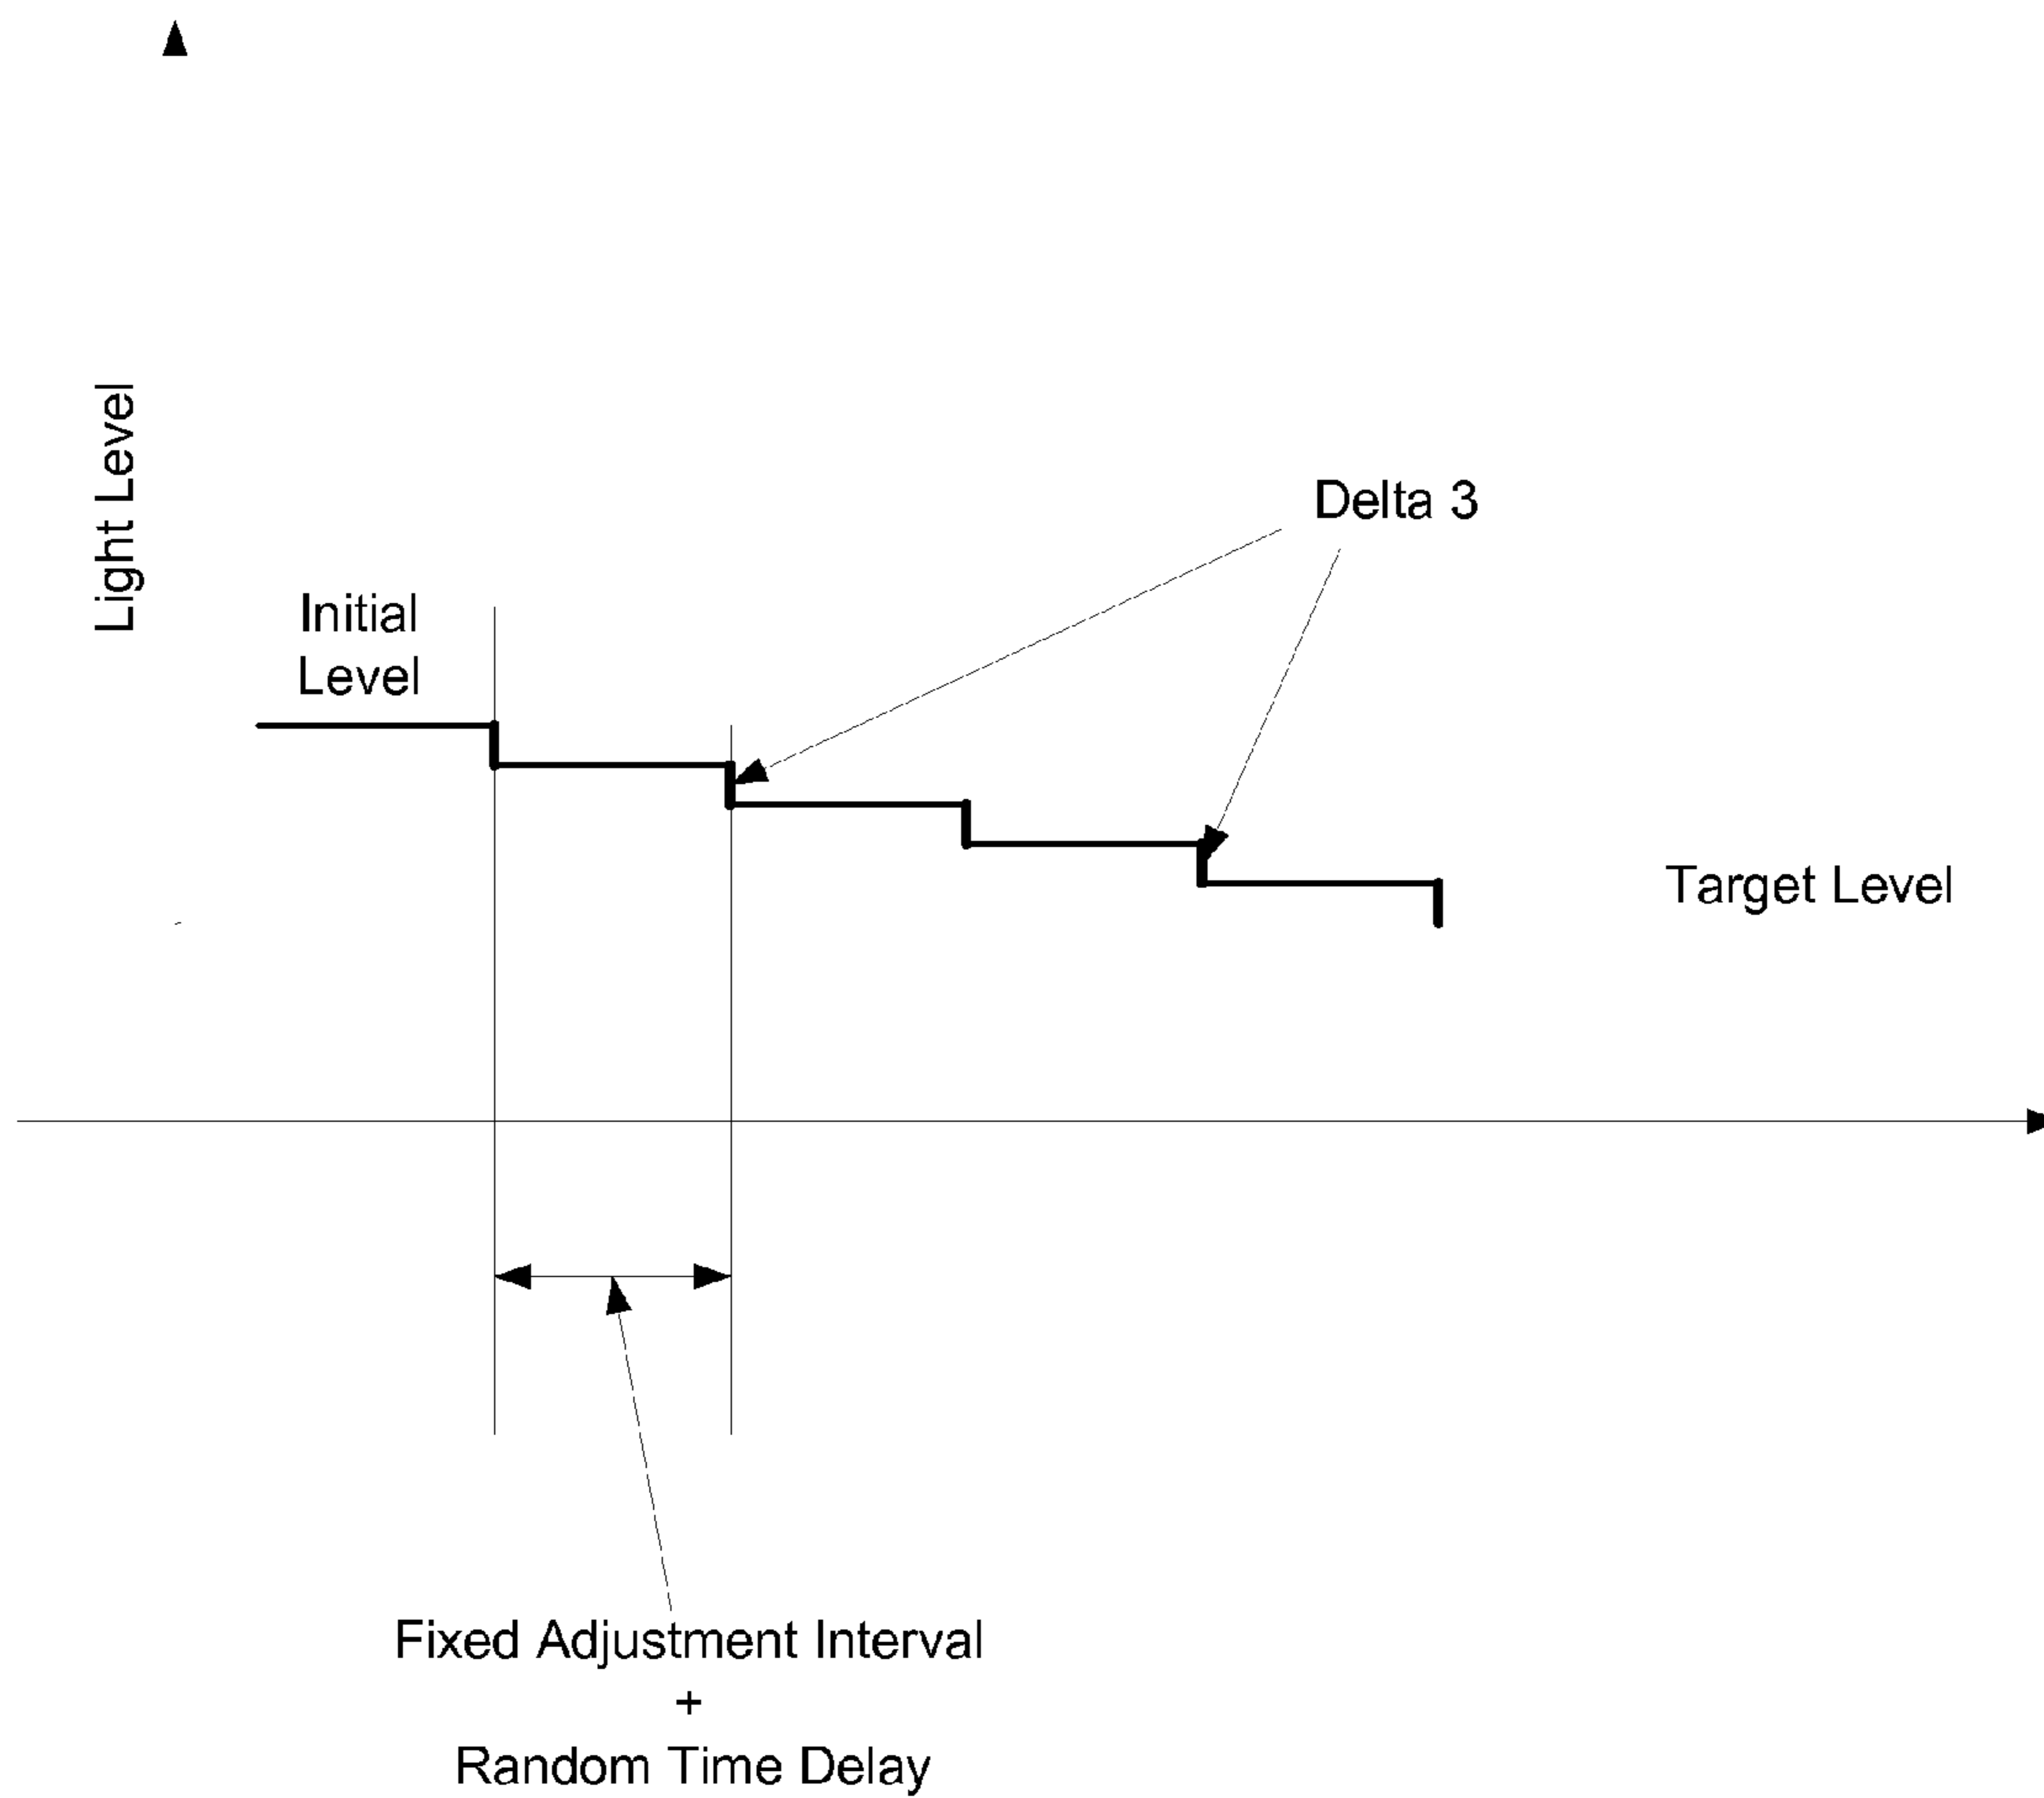 Light Level
Delta 3
Initial
Level
Target Level
Fixed Adjustment Interval
+
Random Time Delay